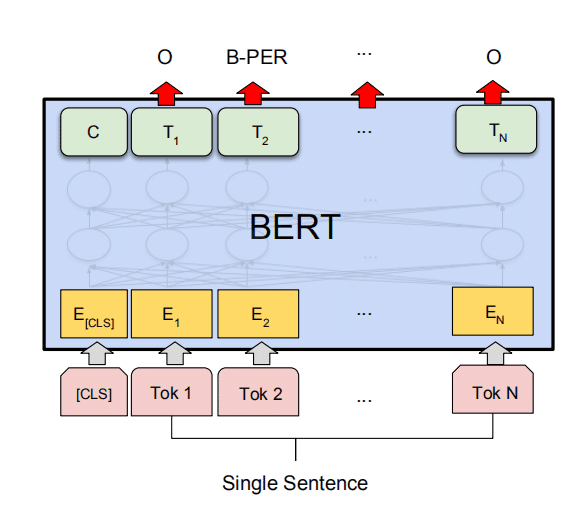 O B-PER ... O
C T1 T2 ... TN
...
BERT
...
E[CLS] E1 E2 ... EN
[CLS] Tok 1 Tok 2 ... Tok N
Single Sentence